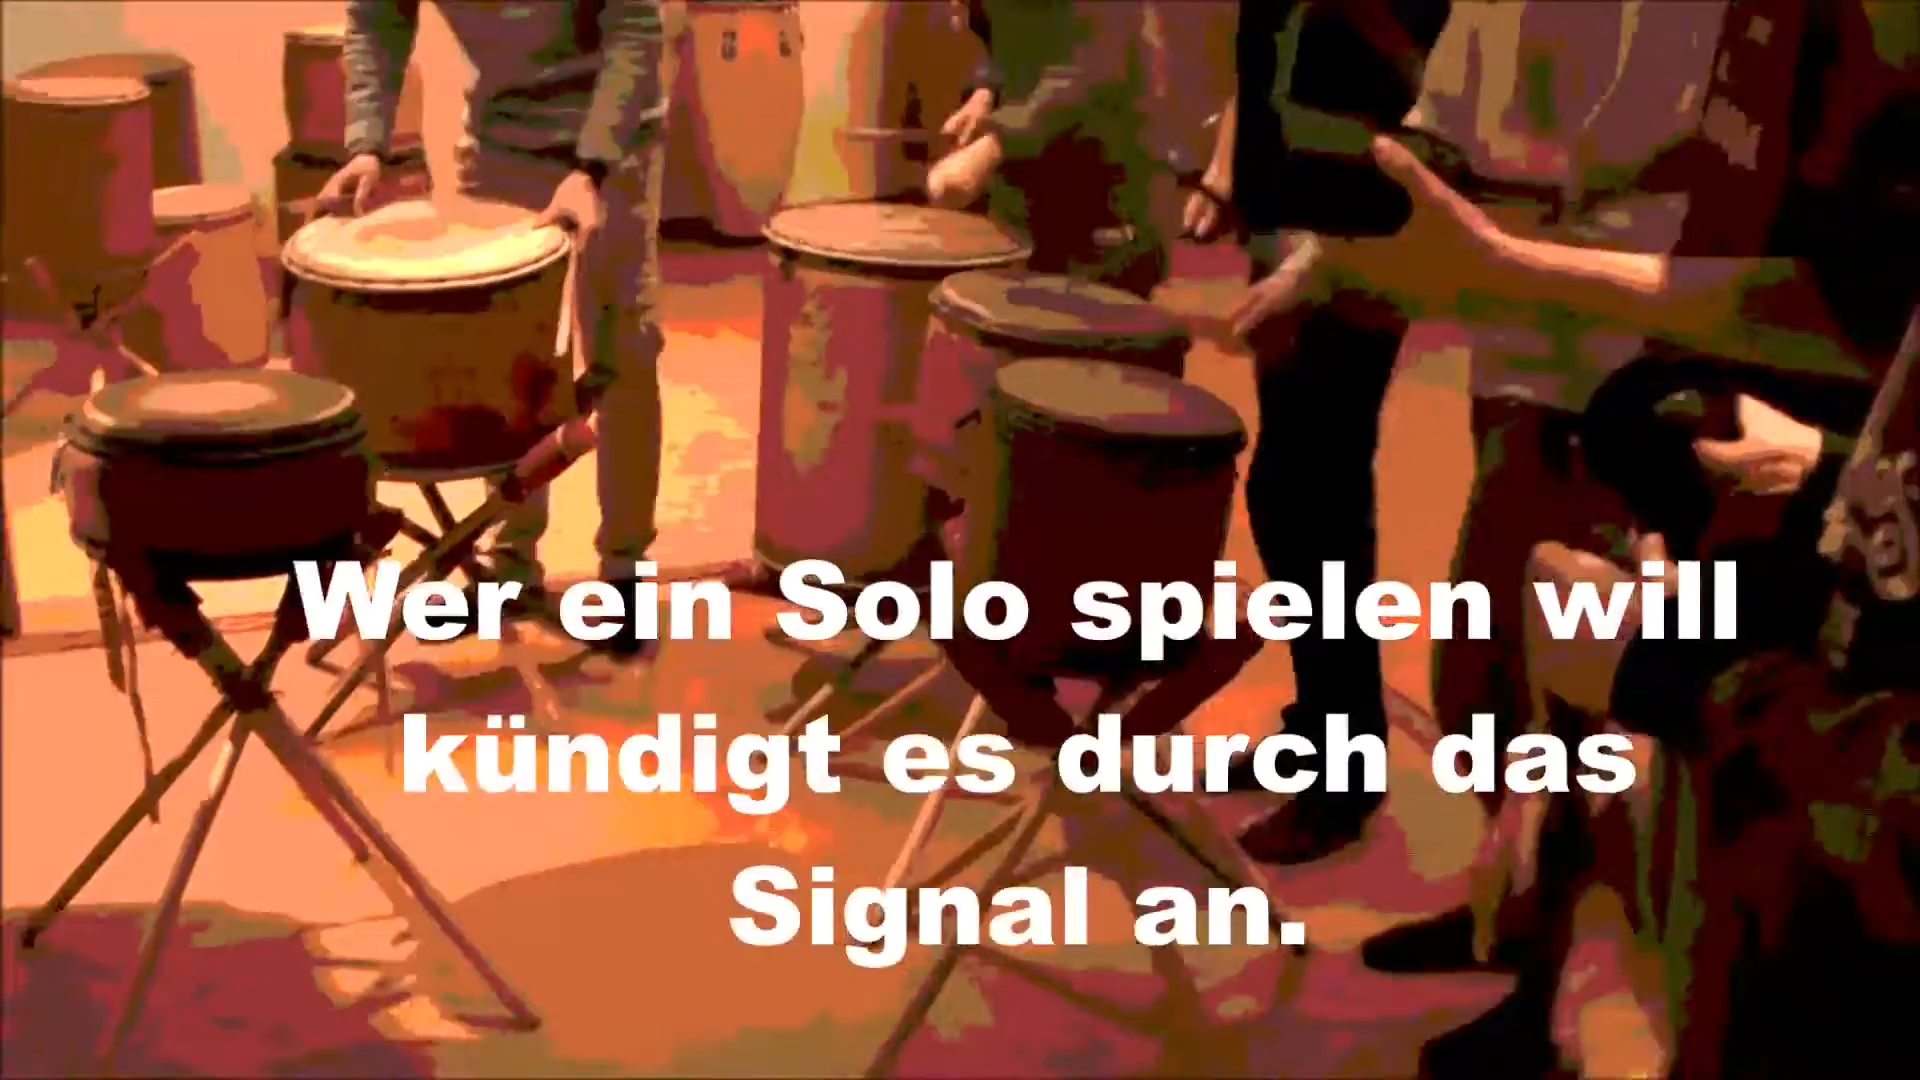 Wer ein Solo spielen will
kündigt es durch das
Signal an.